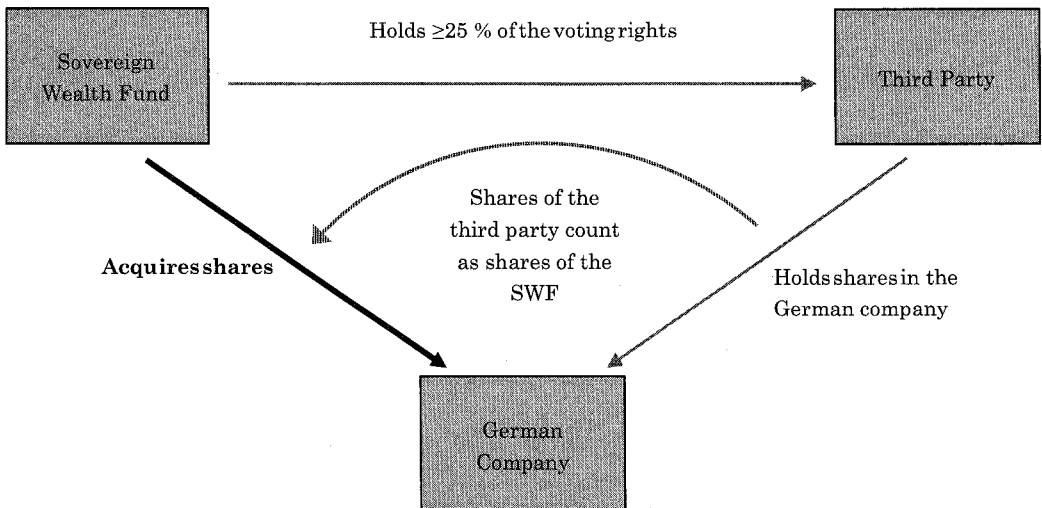 Holds ≥25 % of the voting rights
Sovereign
Wealth Fund
Third Party
Shares of the
third party count
as shares of the
SWF
Acquires shares
Holds shares in the
German company
German
Company